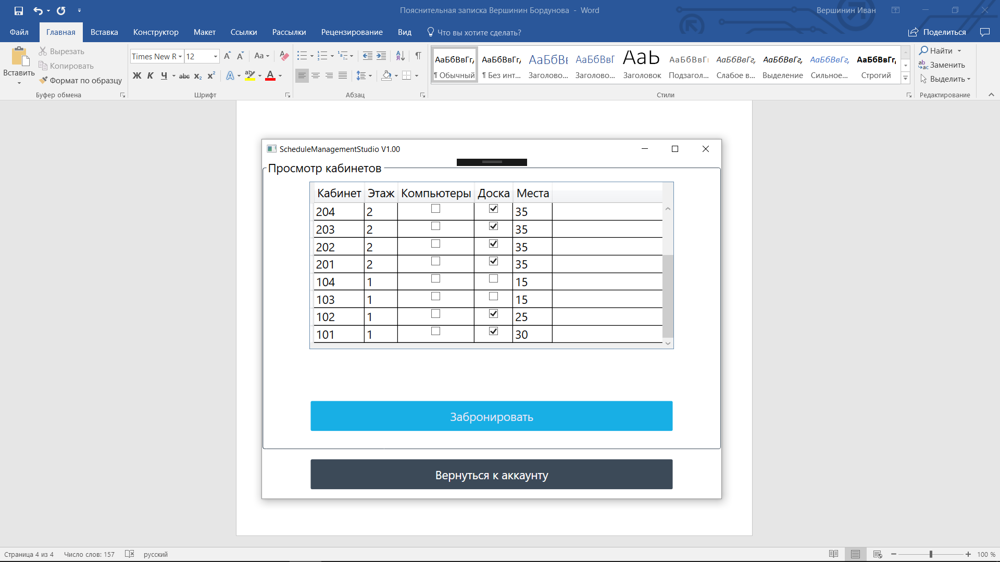 Пояснительная записка Вершинин Бордунова - Word
Вершинин Иван
Файл Главная Вставка Конструктор Макет Ссылки Рассылки Рецензирование Вид Что вы хотите сделать? Поделиться
Вставить
Вырезать
Копировать
Формат по образцу
Буфер обмена
Times New R 12
Aa
Ж К Ч abc x₂ x² A ab A
Шрифт
Абзац
АаБбВвГг, АаБбВвГг, АаБбВ АаБбВвГ АаЬ АаБбВвГ АаБбВвГг, АаБбВвГг, АаБбВвГг, АаБбВвГг,
¶ Обычный ¶ Без инт... Заголово... Заголово... Заголовок Подзагол... Слабое в... Выделение Сильное... Строгий
Стили
Найти
Заменить
Выделить
Редактирование
ScheduleManagementStudio V1.00
Просмотр кабинетов
Кабинет Этаж Компьютеры Доска Места
204 2 35
203 2 35
202 2 35
201 2 35
104 1 15
103 1 15
102 1 25
101 1 30
Забронировать
Вернуться к аккаунту
Страница 4 из 4 Число слов: 157 русский 100 %